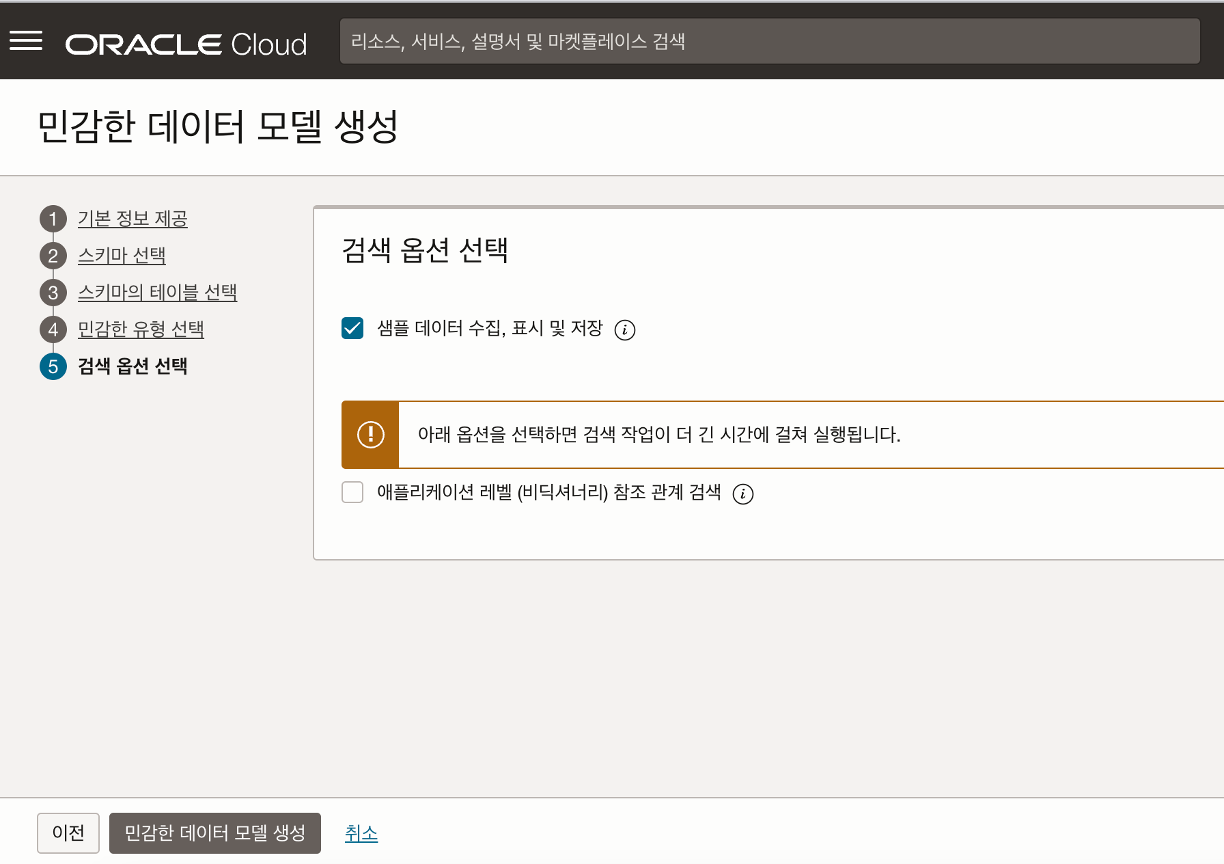 ORACLE Cloud
리소스, 서비스, 설명서 및 마켓플레이스 검색
민감한 데이터 모델 생성
1 기본 정보 제공
2 스키마 선택
3 스키마의 테이블 선택
4 민감한 유형 선택
5 검색 옵션 선택
검색 옵션 선택
샘플 데이터 수집, 표시 및 저장
아래 옵션을 선택하면 검색 작업이 더 긴 시간에 걸쳐 실행됩니다.
애플리케이션 레벨 (비딕셔너리) 참조 관계 검색
이전 민감한 데이터 모델 생성 취소